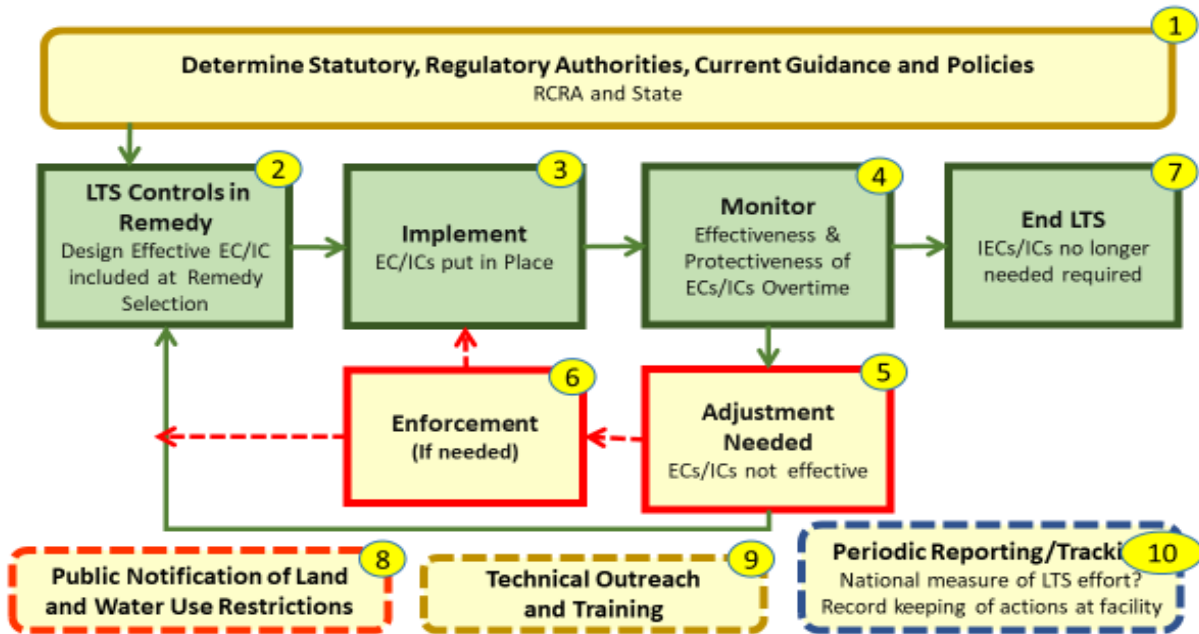 1
Determine Statutory, Regulatory Authorities, Current Guidance and Policies
RCRA and State
2
LTS Controls in
Remedy
Design Effective EC/IC
included at Remedy
Selection
3
Implement
EC/ICs put in Place
4
Monitor
Effectiveness &
Protectiveness of
ECs/ICs Overtime
7
End LTS
IECs/ICs no longer
needed required
6
Enforcement
(If needed)
5
Adjustment
Needed
ECs/ICs not effective
8
Public Notification of Land
and Water Use Restrictions
9
Technical Outreach
and Training
10
Periodic Reporting/Tracki
National measure of LTS effort?
Record keeping of actions at facility